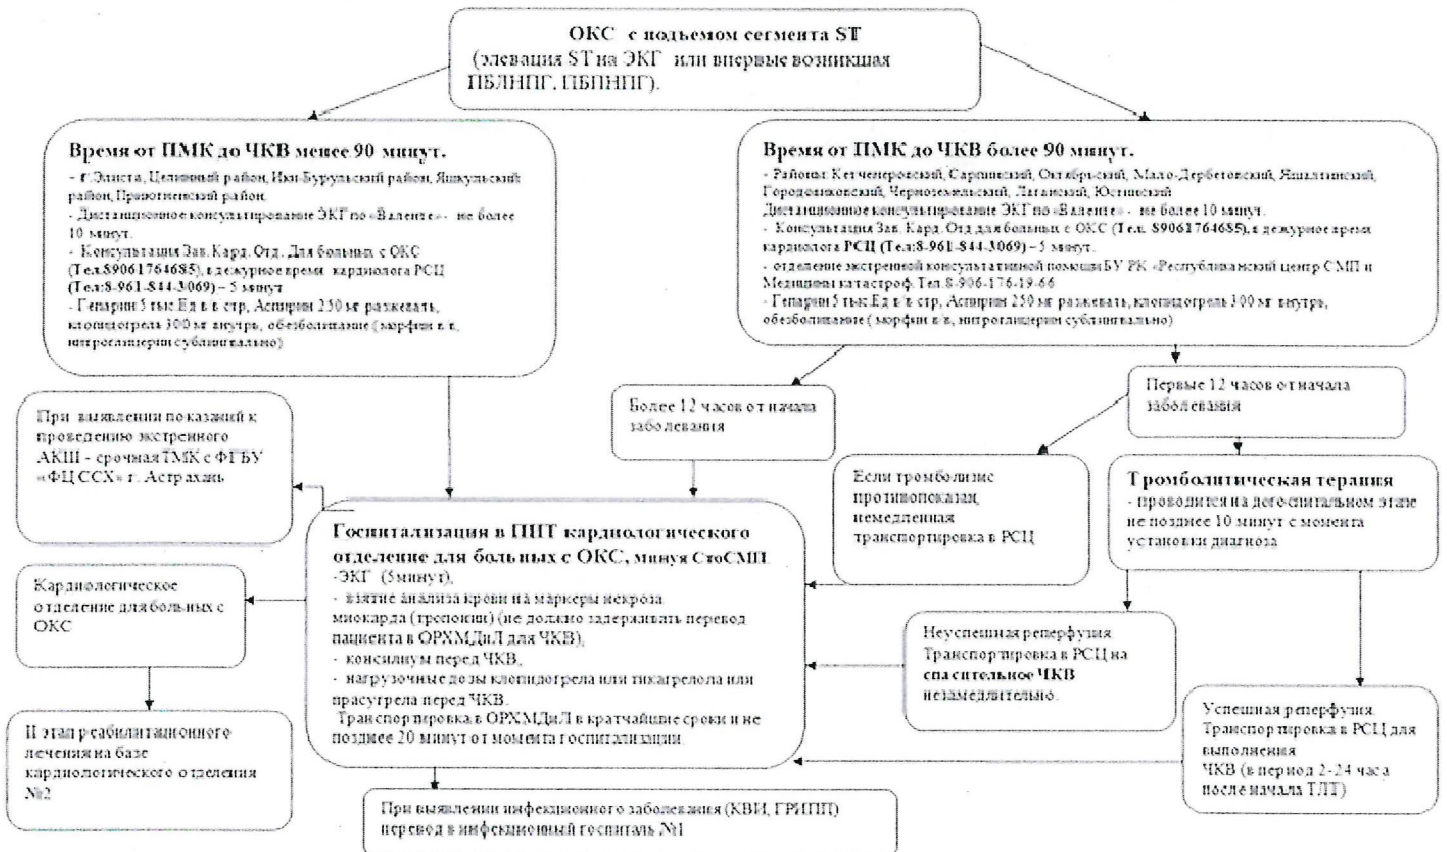 ОКС с подъемом сегмента ST
(элевация ST на ЭКГ или впервые возникшая
ПБЛНПГ, ПБПНПГ).
Время от ПМК до ЧКВ менее 90 минут.
- г. Элиста, Целинный район, Ики-Бурульский район, Яшкульский
район, Приютненский район.
- Дистанционное консультирование ЭКГ по «Валенте» - не более
10 минут.
- Консультация Зав. Кард. Отд. Для больных с ОКС
(Тел.89061764685), в дежурное время кардиолога РСЦ
(Тел:8-961-844-3069) – 5 минут
- Гепарин 5 тыс.Ед в в стр, Аспирин 250 мг разжевать,
клопидогрель 300 мг внутрь, обезболивание ( морфин в в,
нитроглицерин сублингвально)
Время от ПМК до ЧКВ более 90 минут.
- Районы: Кетченеровский, Сарпинский, Октябрьский, Мало-Дербетовский, Яшалтинский,
Городовиковский, Черноземельский, Лаганский, Юстинский
Дистанционное консультирование ЭКГ по «Валенте» - не более 10 минут.
- Консультация Зав. Кард. Отд для больных с ОКС (Тел. 89061764685), в дежурное время
кардиолога РСЦ (Тел:8-961-844-3069) – 5 минут.
- отделение экстренной консультативной помощи БУ РК «Республиканский центр СМП и
Медицины катастроф. Тел. 8-906-176-19-66
- Гепарин 5 тыс.Ед в/в стр, Аспирин 250 мг разжевать, клопидогрель 300 мг внутрь,
обезболивание ( морфин в/в, нитроглицерин сублингвально)
Более 12 часов от начала
заболевания
Первые 12 часов от начала
заболевания
При выявлении показаний к
проведению экстренного
АКШ – срочная ТМК с ФГБУ
«ФЦ ССХ» г. Астрахань
Если тромболизис
противопоказан,
немедленная
транспортировка в РСЦ
Тромболитическая терапия
- проводится на догоспитальном этапе
не позднее 10 минут с момента
установки диагноза
Госпитализация в ПИТ кардиологического
отделение для больных с ОКС, минуя СтоСМП.
-ЭКГ (5минут),
- взятие анализа крови на маркеры некроза
миокарда (тропонин) (не должно задерживать перевод
пациента в ОРХМДиЛ для ЧКВ),
- консилиум перед ЧКВ,
- нагрузочные дозы клопидогрела или тикагрелола или
прасугрела перед ЧКВ.
Транспортировка в ОРХМДиЛ в кратчайшие сроки и не
позднее 20 минут от момента госпитализации
Кардиологическое
отделение для больных с
ОКС
Неуспешная реперфузия.
Транспортировка в РСЦ на
спасительное ЧКВ
незамедлительно.
II этап реабилитационного
лечения на базе
кардиологического отделения
№2
Успешная реперфузия.
Транспортировка в РСЦ для
выполнения
ЧКВ (в период 2-24 часа
после начала ТЛТ)
При выявлении инфекционного заболевания (КВИ, ГРИПП)
перевод в инфекционный госпиталь №1